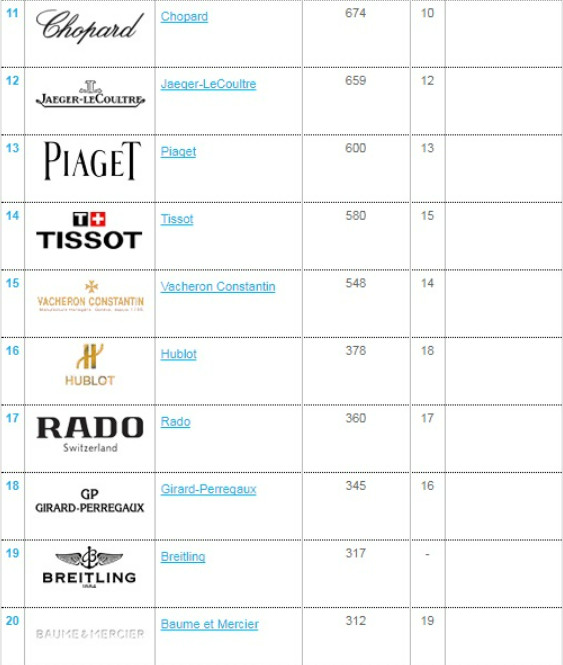 11 Chopard Chopard 674 10
12 JAEGER-LECOULTRE Jaeger-LeCoultre 659 12
13 PIAGET Piaget 600 13
14 T+ TISSOT Tissot 580 15
15 VACHERON CONSTANTIN Vacheron Constantin 548 14
16 H HUBLOT Hublot 378 18
17 RADO Rado 360 17
Switzerland
18 GP Girard-Perregaux 345 16
GIRARD-PERREGAUX
19 B BREITLING Breitling 317 -
1884
20 BAUME & MERCIER Baume et Mercier 312 19